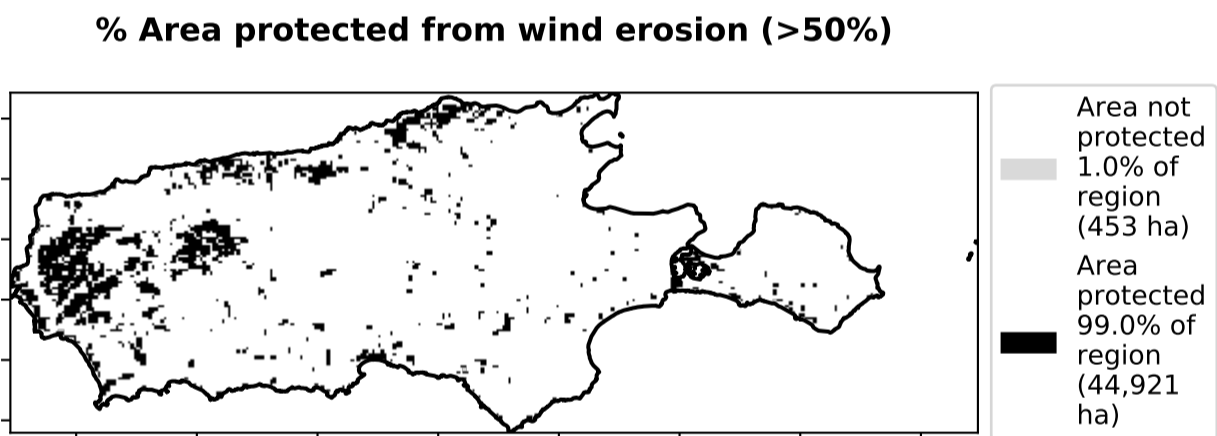 % Area protected from wind erosion (>50%)
Area not
protected
1.0% of
region
(453 ha)
Area
protected
99.0% of
region
(44,921
ha)